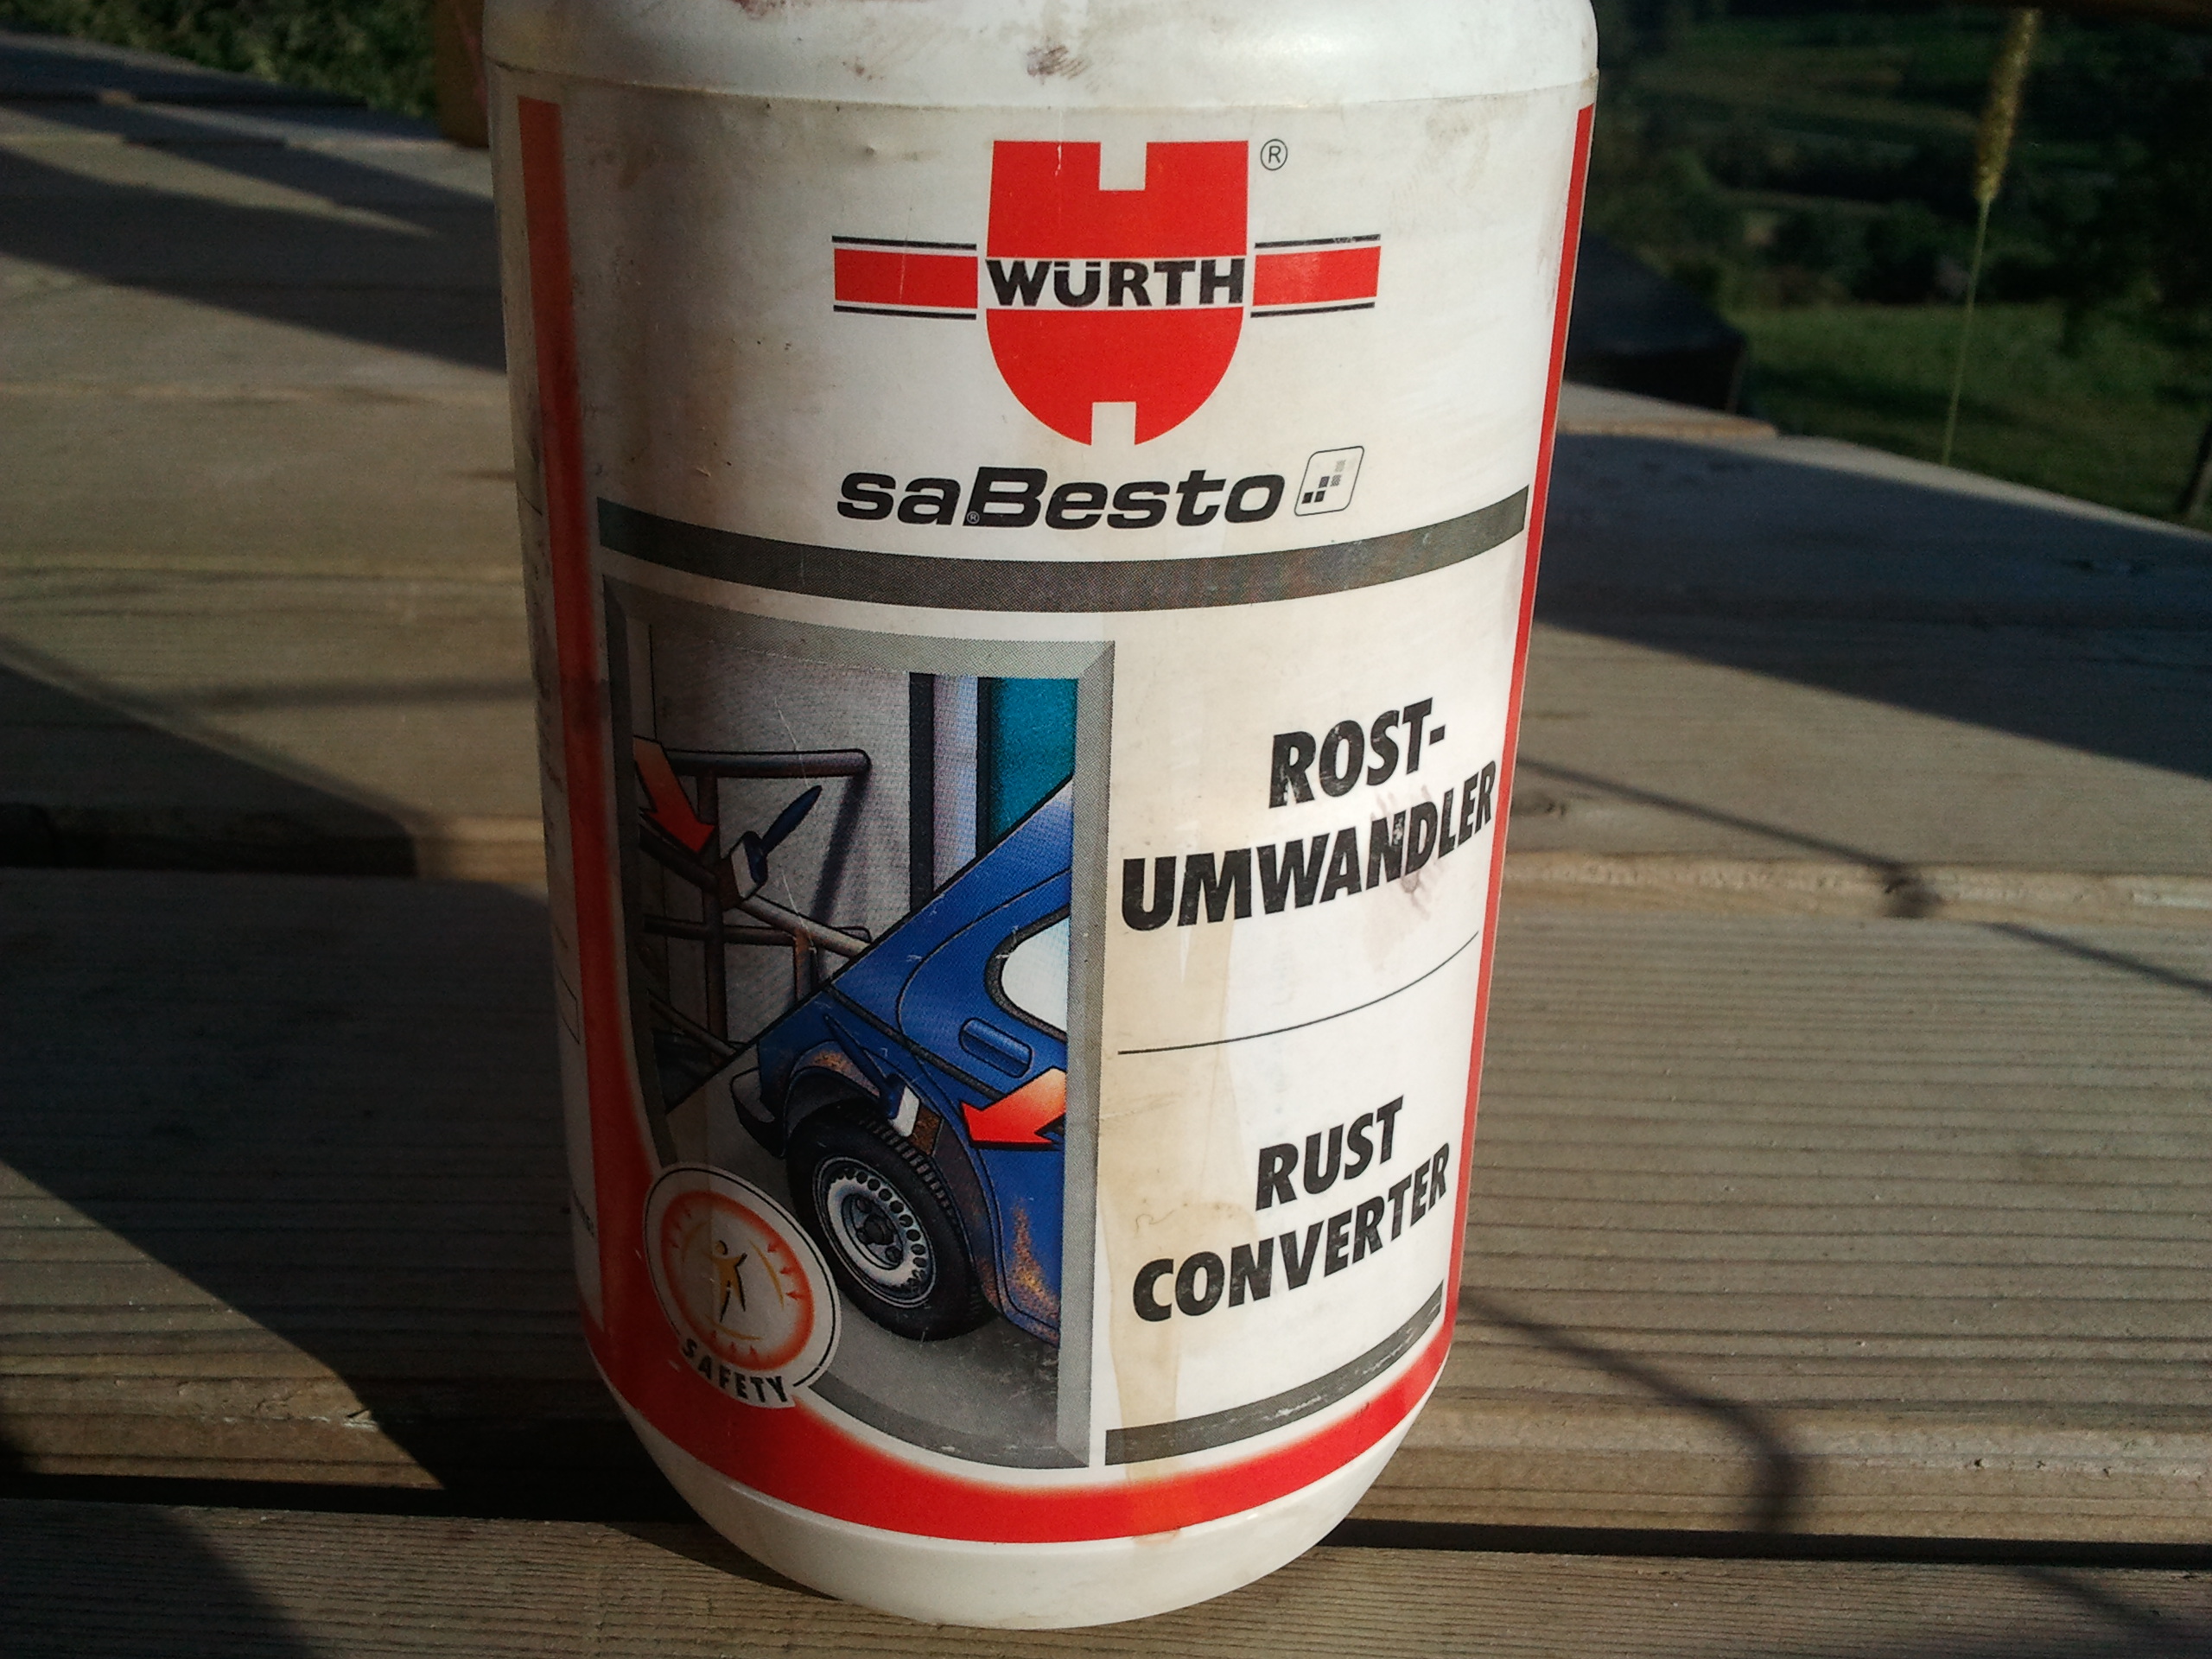 ®
WÜRTH
saBesto
®
ROST-
UMWANDLER
RUST
CONVERTER
SAFETY